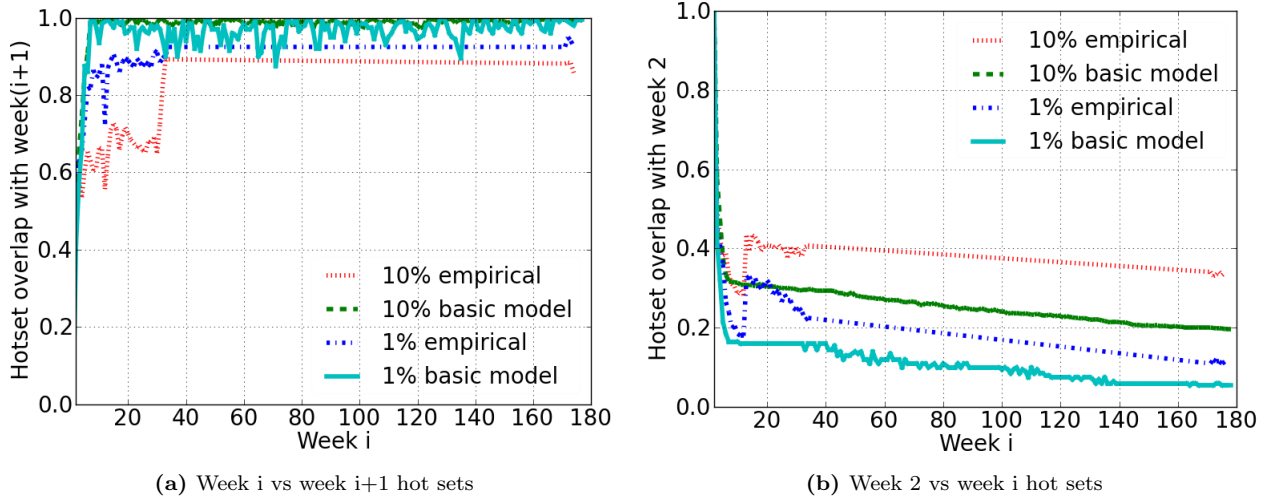 Hotset overlap with week(i+1)
1.0
0.8
0.6
0.4
0.2
0.0
10% empirical
10% basic model
1% empirical
1% basic model
20 40 60 80 100 120 140 160 180
Week i
(a) Week i vs week i+1 hot sets
Hotset overlap with week 2
1.0
0.8
0.6
0.4
0.2
0.0
10% empirical
10% basic model
1% empirical
1% basic model
20 40 60 80 100 120 140 160 180
Week i
(b) Week 2 vs week i hot sets